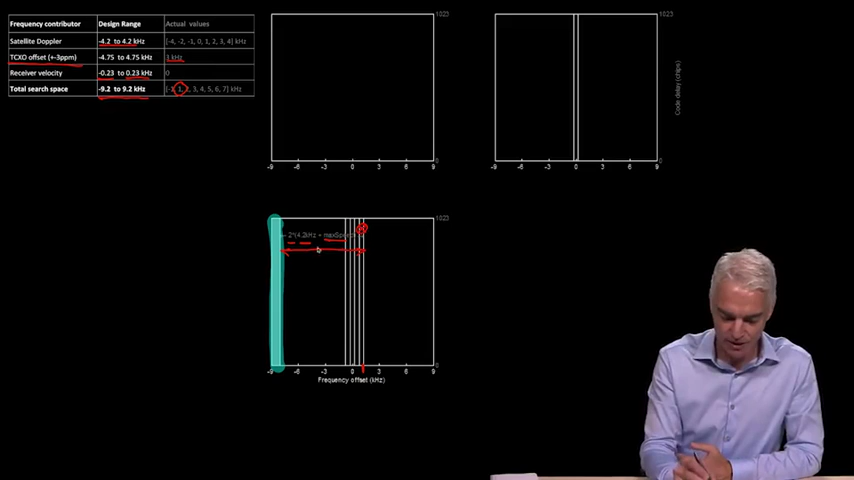 Frequency contributor Design Range Actual values
Satellite Doppler -4.2 to 4.2 kHz [-4, -2, -1, 0, 1, 2, 3, 4] kHz
TCXO offset (+-3ppm) -4.75 to 4.75 kHz 1 kHz
Receiver velocity -0.23 to 0.23 kHz 0
Total search space -9.2 to 9.2 kHz 1, 2, 3, 4, 5, 6, 7] kHz
1023
0
-9 -6 -3 0 3 6 9
1023
Code delay (chips)
0
-9 -6 -3 0 3 6 9
1023
2*(4.2kHz +
0
-9 -6 -3 0 3 6 9
Frequency offset (kHz)